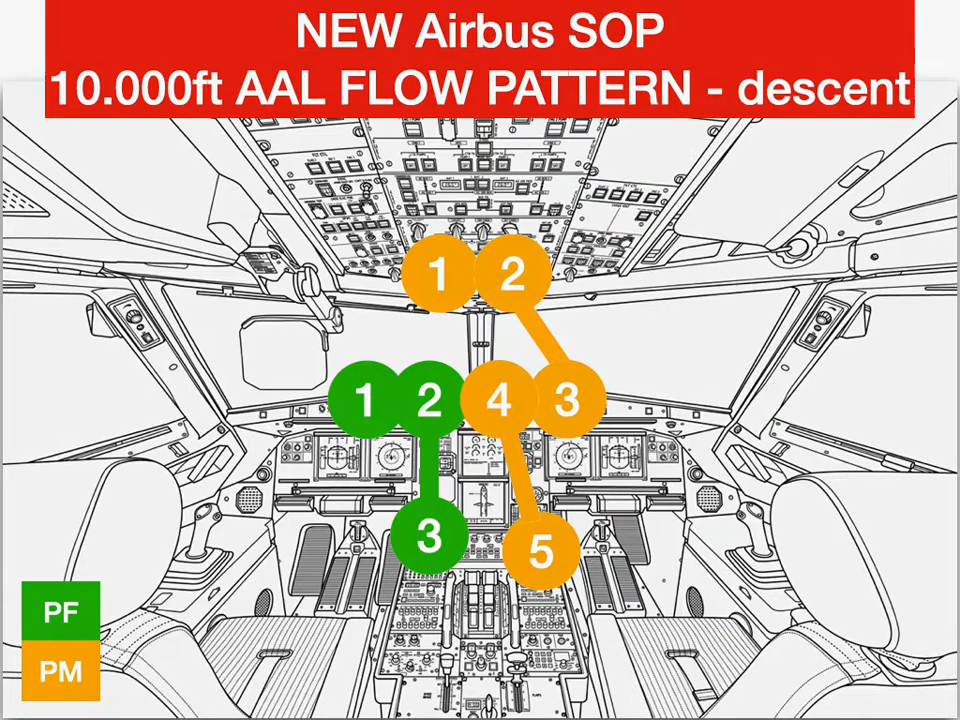 NEW Airbus SOP
10.000ft AAL FLOW PATTERN - descent
1 2
1 2 4 3
3 5
PF
PM